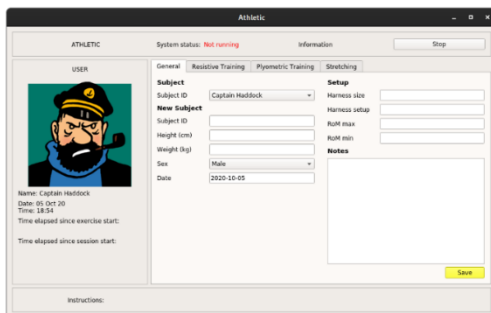 Athletic
ATHLETIC
System status: Not running
Information
Stop
USER
Name: Captain Haddock
Date: 05 Oct 20
Time: 18:54
Time elapsed since exercise start:
Time elapsed since session start:
General Resistive Training Plyometric Training Stretching
Subject
Subject ID Captain Haddock
New Subject
Subject ID
Height (cm)
Weight (kg)
Sex Male
Date 2020-10-05
Setup
Harness size
Harness setup
RoM max
RoM min
Notes
Save
Instructions: